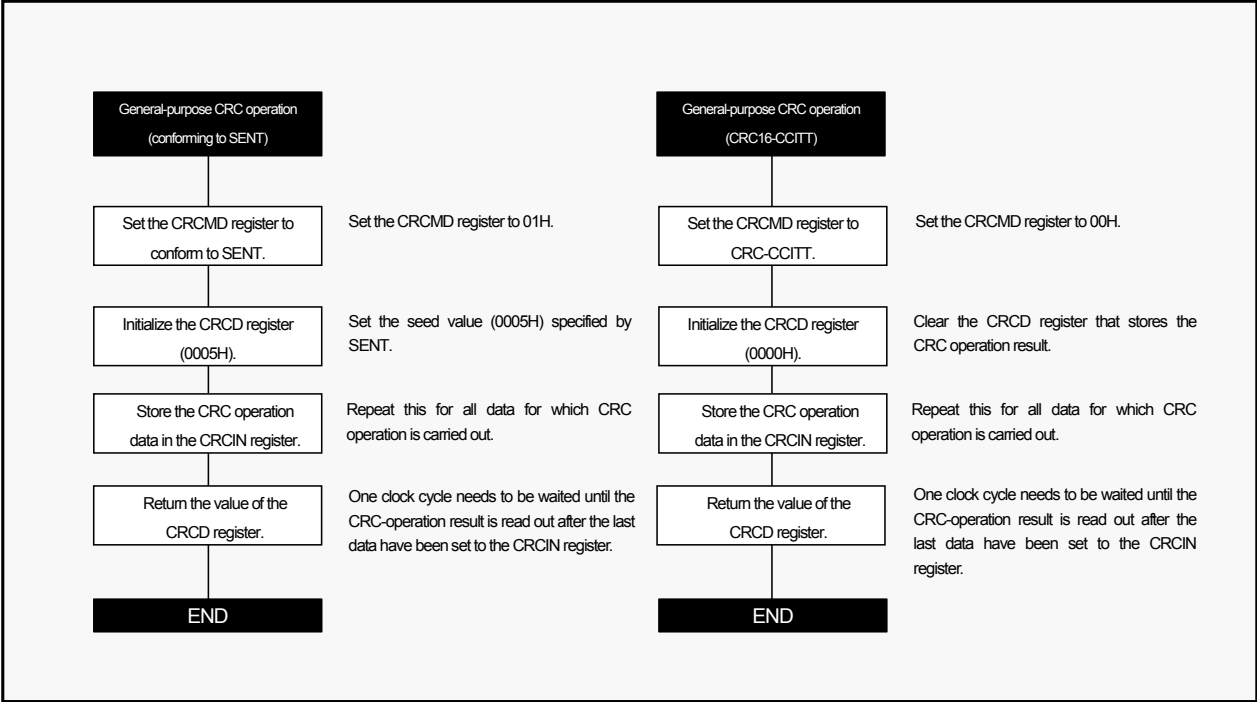 General-purpose CRC operation
(conforming to SENT)
Set the CRCMD register to
conform to SENT.
Set the CRCMD register to 01H.
Initialize the CRCD register
(0005H).
Set the seed value (0005H) specified by
SENT.
Store the CRC operation
data in the CRCIN register.
Repeat this for all data for which CRC
operation is carried out.
Return the value of the
CRCD register.
One clock cycle needs to be waited until the
CRC-operation result is read out after the last
data have been set to the CRCIN register.
END
General-purpose CRC operation
(CRC16-CCITT)
Set the CRCMD register to
CRC-CCITT.
Set the CRCMD register to 00H.
Initialize the CRCD register
(0000H).
Clear the CRCD register that stores the
CRC operation result.
Store the CRC operation
data in the CRCIN register.
Repeat this for all data for which CRC
operation is carried out.
Return the value of the
CRCD register.
One clock cycle needs to be waited until the
CRC-operation result is read out after the
last data have been set to the CRCIN
register.
END